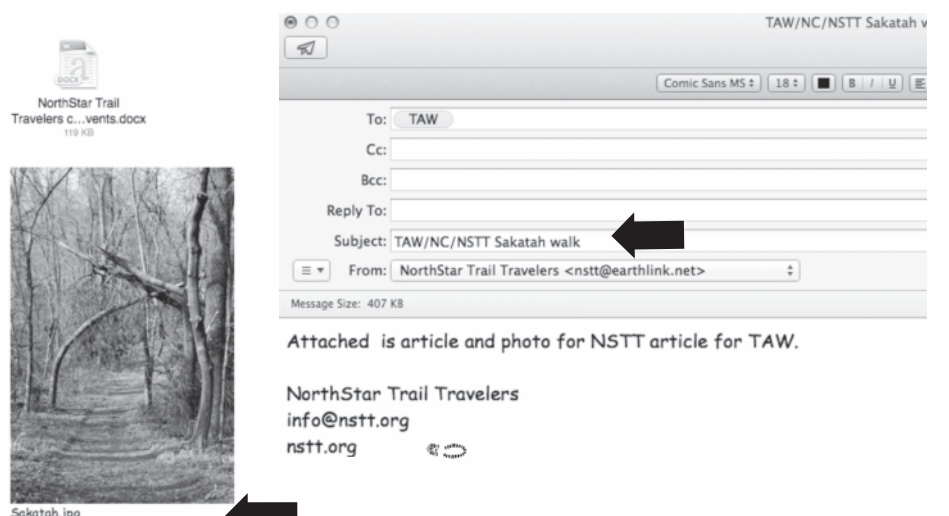 TAW/NC/NSTT Sakatah w
DOCX
NorthStar Trail
Travelers c...vents.docx
119 KB
Comic Sans MS
18
B I U
To: TAW
Cc:
Bcc:
Reply To:
Subject: TAW/NC/NSTT Sakatah walk
From: NorthStar Trail Travelers <nstt@earthlink.net>
Message Size: 407 KB
Attached is article and photo for NSTT article for TAW.
NorthStar Trail Travelers
info@nstt.org
nstt.org
Sakatah.jpg